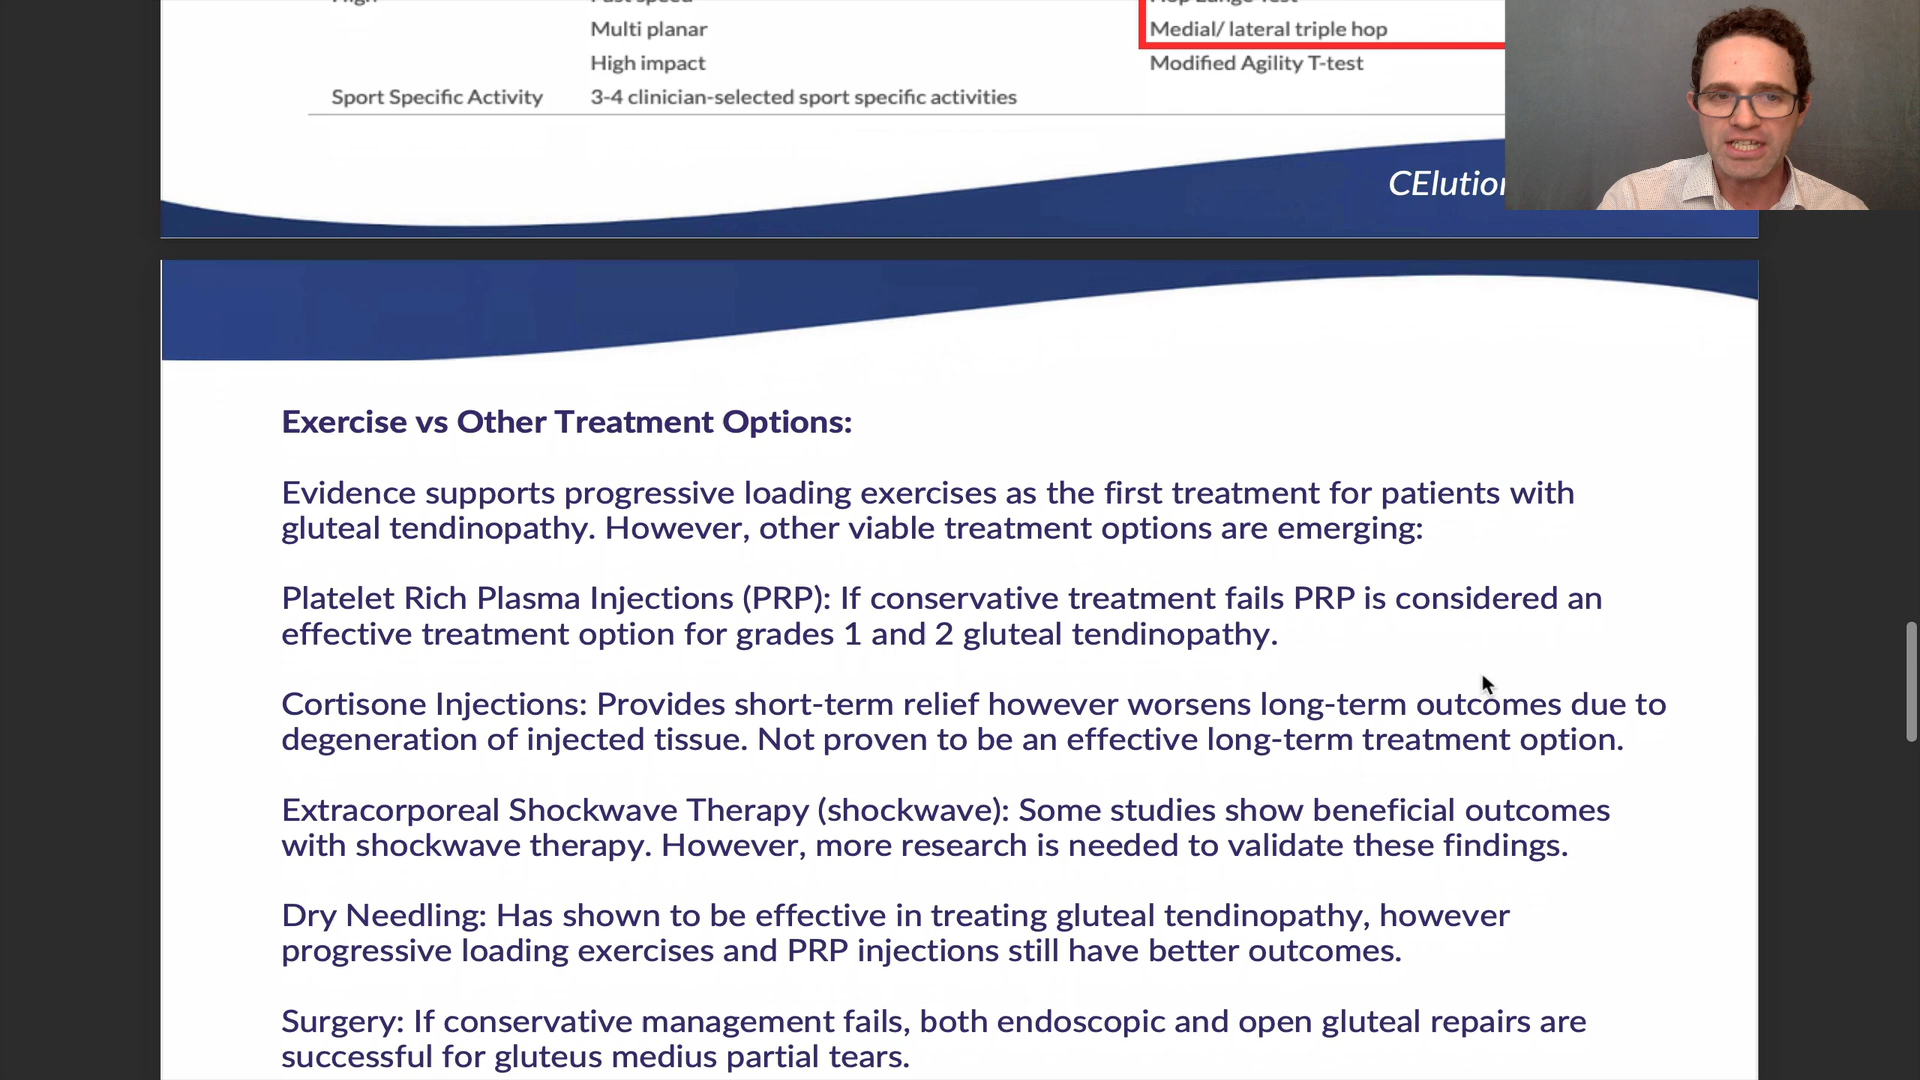 Multi planar
Medial/ lateral triple hop
High impact
Modified Agility T-test
Sport Specific Activity
3-4 clinician-selected sport specific activities
Exercise vs Other Treatment Options:
Evidence supports progressive loading exercises as the first treatment for patients with
gluteal tendinopathy. However, other viable treatment options are emerging:
Platelet Rich Plasma Injections (PRP): If conservative treatment fails PRP is considered an
effective treatment option for grades 1 and 2 gluteal tendinopathy.
Cortisone Injections: Provides short-term relief however worsens long-term outcomes due to
degeneration of injected tissue. Not proven to be an effective long-term treatment option.
Extracorporeal Shockwave Therapy (shockwave): Some studies show beneficial outcomes
with shockwave therapy. However, more research is needed to validate these findings.
Dry Needling: Has shown to be effective in treating gluteal tendinopathy, however
progressive loading exercises and PRP injections still have better outcomes.
Surgery: If conservative management fails, both endoscopic and open gluteal repairs are
successful for gluteus medius partial tears.